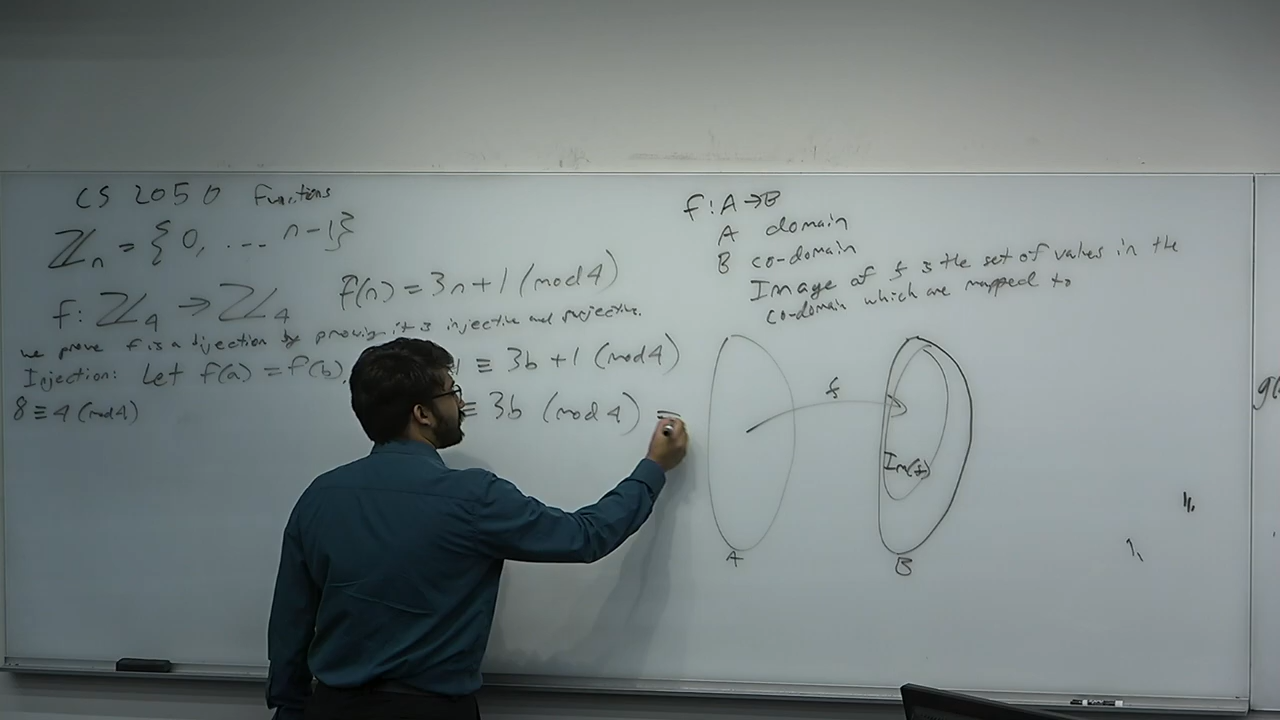 CS 2050 Functions
ℤn = {0, ... n-1}
f: ℤ4 → ℤ4 f(n) = 3n+1 (mod 4)
we prove f is a bijection by proving it is injective and surjective.
Injection: Let f(a) = f(b), 1 ≡ 3b +1 (mod 4)
8 ≡ 4 (mod 4) ≡ 3b (mod 4) =
f: A → B
A domain
B co-domain
Image of f is the set of values in the
co-domain which are mapped to
f
Im(f)
A
B
g(